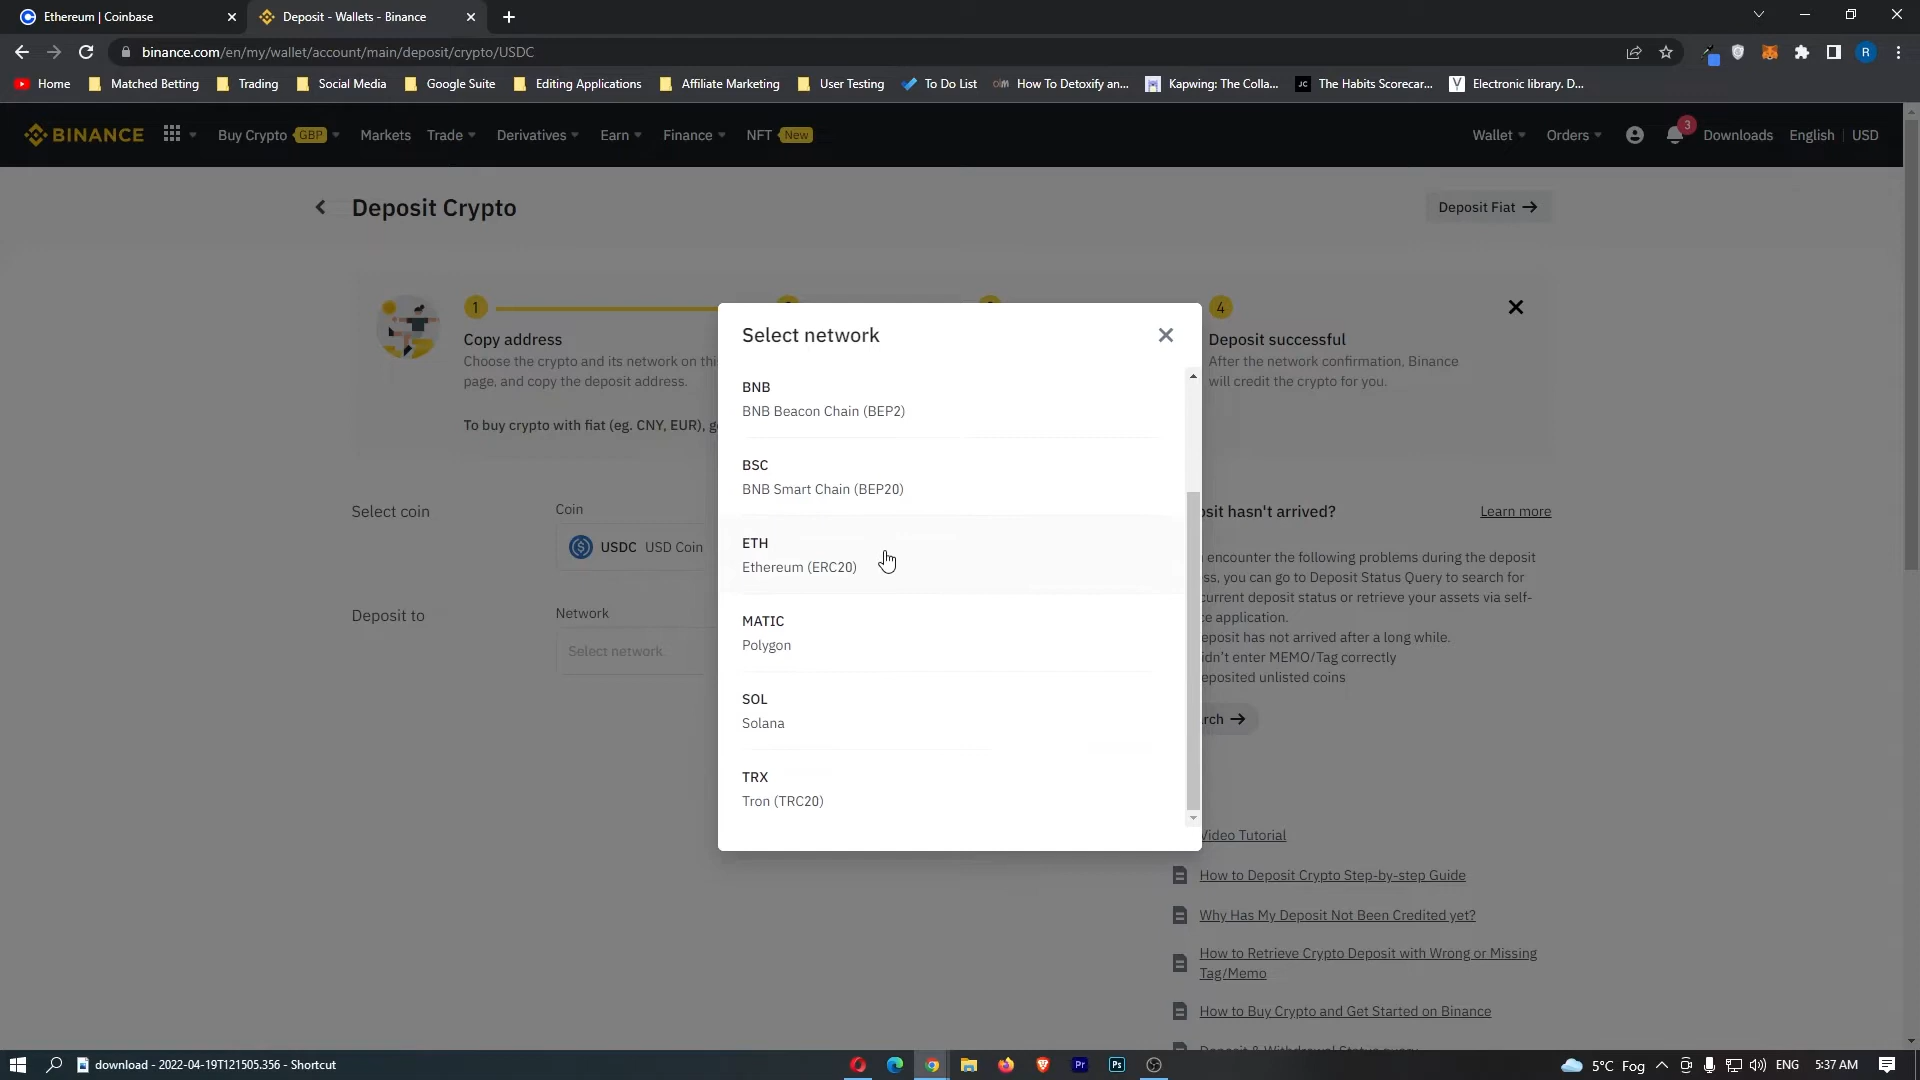 Ethereum | Coinbase
Deposit - Wallets - Binance
binance.com/en/my/wallet/account/main/deposit/crypto/USDC
R
Home
Matched Betting
Trading
Social Media
Google Suite
Editing Applications
Affiliate Marketing
User Testing
To Do List
How To Detoxify an...
Kapwing: The Colla...
JC
The Habits Scorecar...
Electronic library. D...
BINANCE
Buy Crypto GBP
Markets
Trade
Derivatives
Earn
Finance
NFT New
Wallet
Orders
3
Downloads
English
USD
Deposit Crypto
Deposit Fiat →
1
4
Copy address
Choose the crypto and its network on this
page, and copy the deposit address.
To buy crypto with fiat (eg. CNY, EUR),
Deposit successful
After the network confirmation, Binance
will credit the crypto for you.
Select network
BNB
BNB Beacon Chain (BEP2)
BSC
BNB Smart Chain (BEP20)
ETH
Ethereum (ERC20)
MATIC
Polygon
SOL
Solana
TRX
Tron (TRC20)
Select coin
Coin
USDC USD Coin
Deposit to
Network
Select network
hasn't arrived?
Learn more
encounter the following problems during the deposit
you can go to Deposit Status Query to search for
current deposit status or retrieve your assets via self-
application.
has not arrived after a long while.
enter MEMO/Tag correctly
unlisted coins
Video Tutorial
How to Deposit Crypto Step-by-step Guide
Why Has My Deposit Not Been Credited yet?
How to Retrieve Crypto Deposit with Wrong or Missing
Tag/Memo
How to Buy Crypto and Get Started on Binance
download - 2022-04-19T121505.356 - Shortcut
Pr
Ps
5°C Fog
ENG
5:37 AM